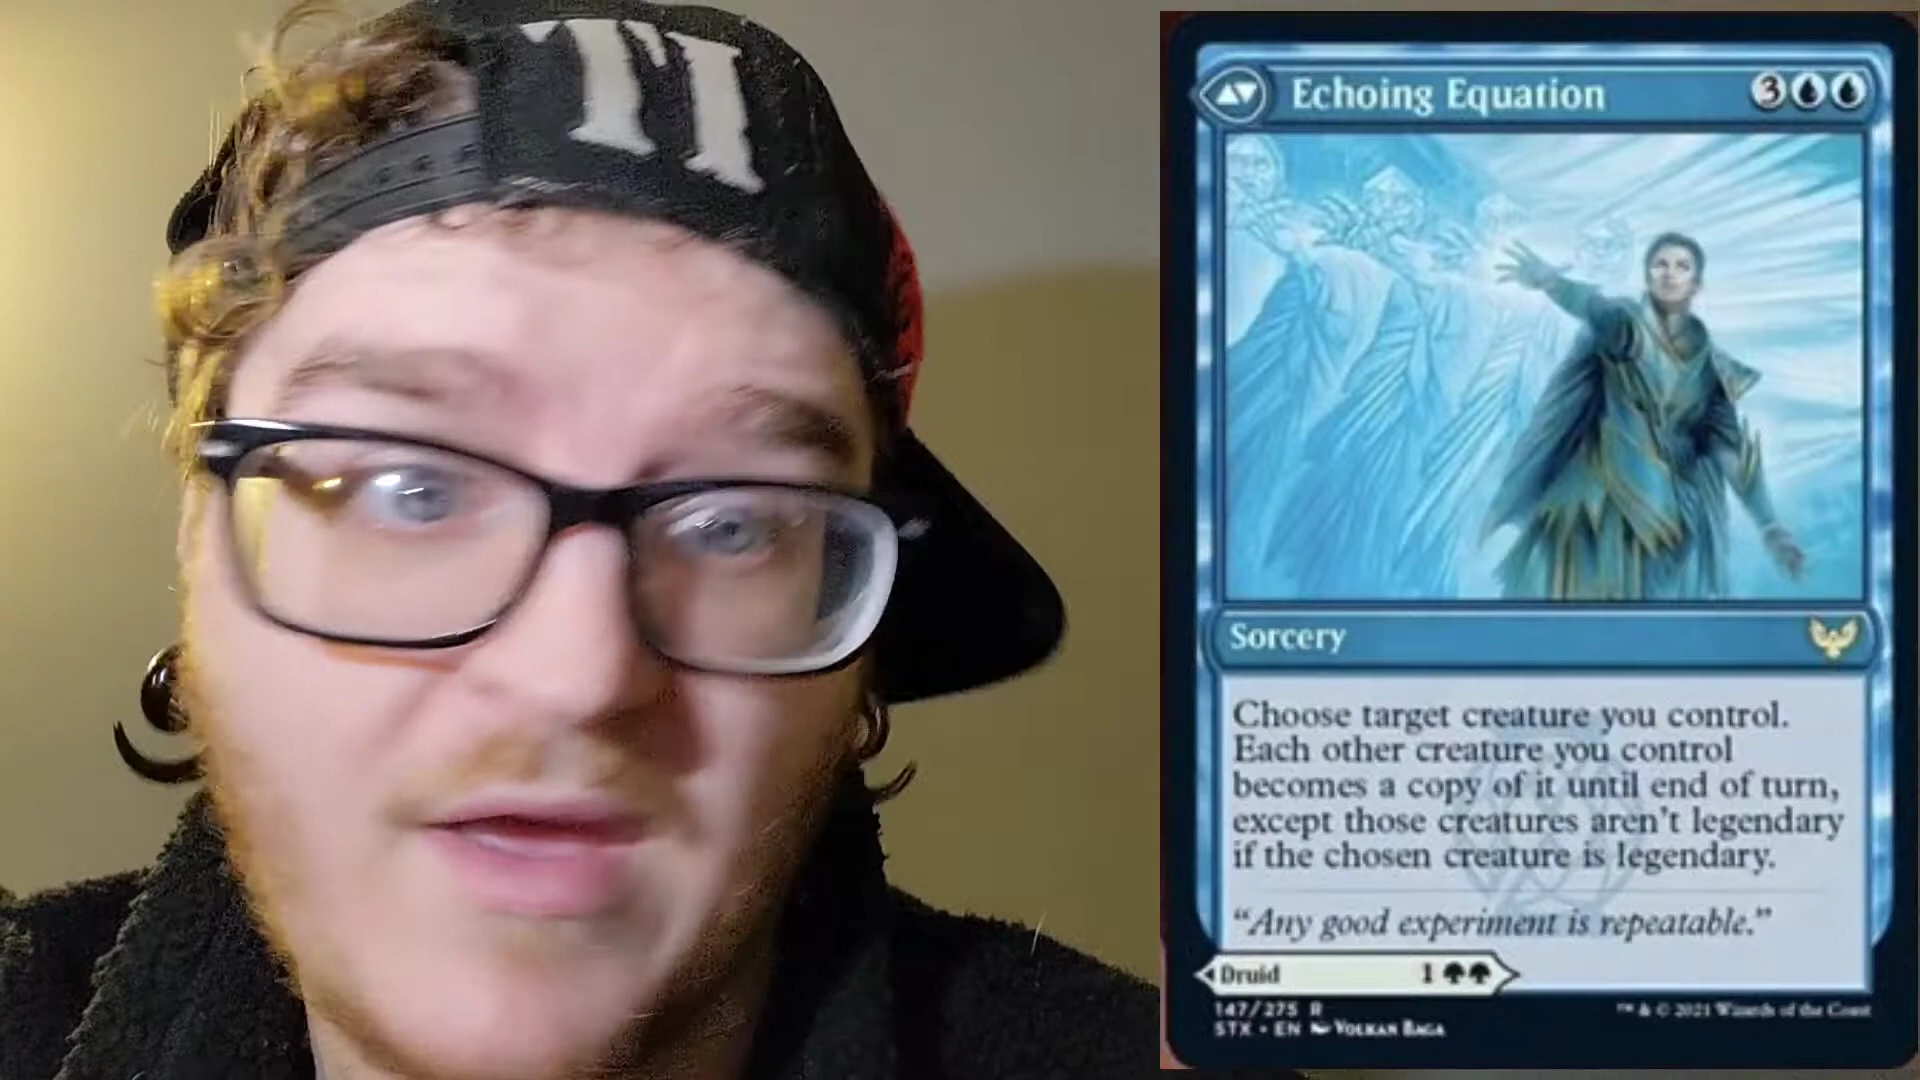 TI
Echoing Equation 3
Sorcery
Choose target creature you control.
Each other creature you control
becomes a copy of it until end of turn,
except those creatures aren't legendary
if the chosen creature is legendary.
"Any good experiment is repeatable."
Druid 1
147/275 R
STX • EN Volkan Baga
™ & © 2021 Wizards of the Coast